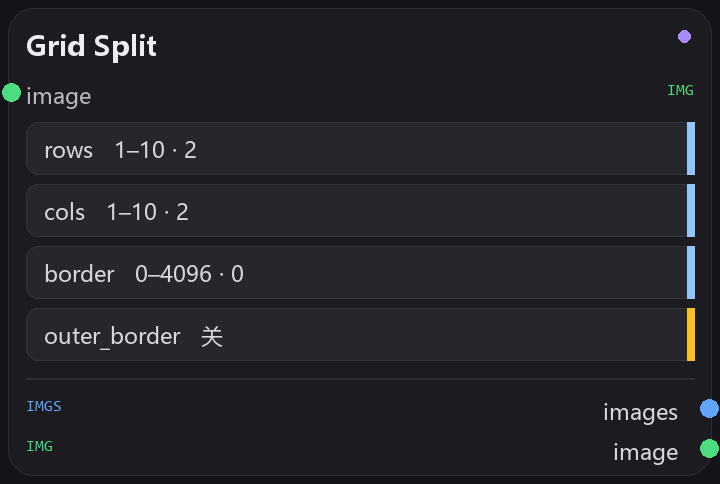 Grid Split
image IMG
rows 1–10 · 2
cols 1–10 · 2
border 0–4096 · 0
outer_border 关
IMGS images
IMG image